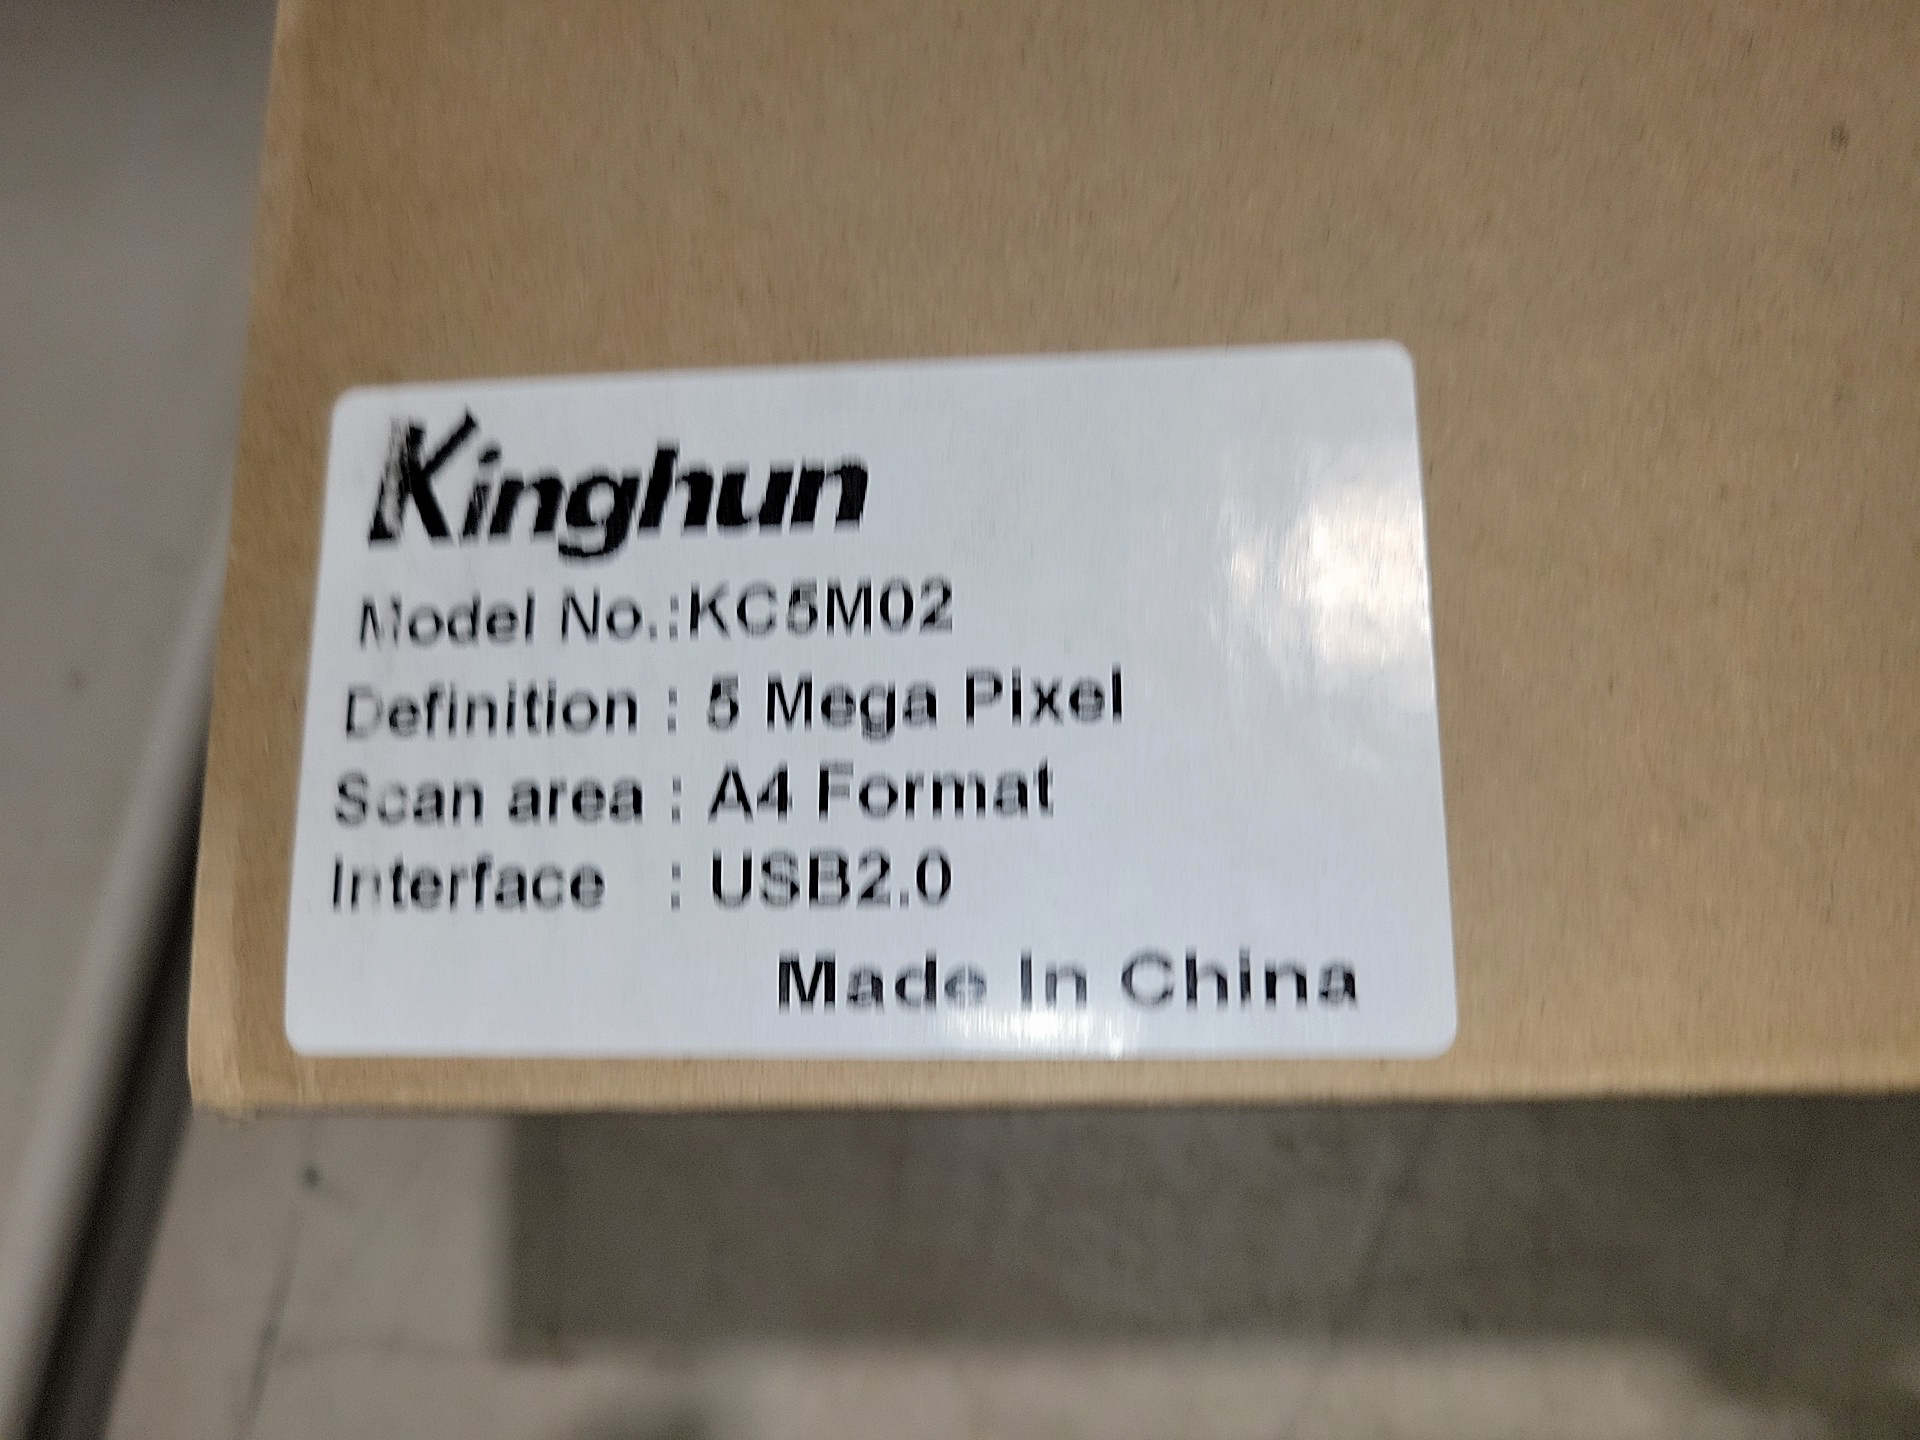 Kinghun
Model No.:KC5M02
Definition : 5 Mega Pixel
Scan area : A4 Format
Interface : USB2.0
Made In China